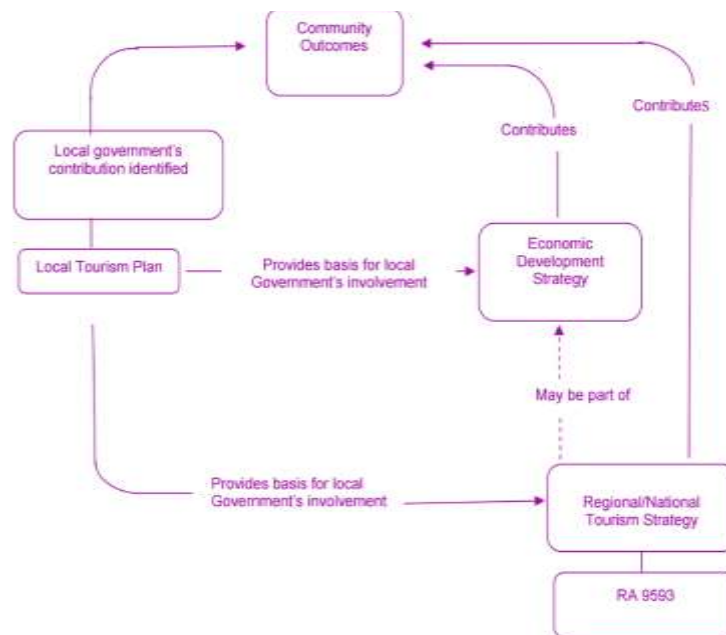 Community
Outcomes
Contributes
Contributes
Local government's
contribution identified
Local Tourism Plan
Provides basis for local
Government's involvement
Economic
Development
Strategy
May be part of
Provides basis for local
Government's involvement
Regional/National
Tourism Strategy
RA 9593